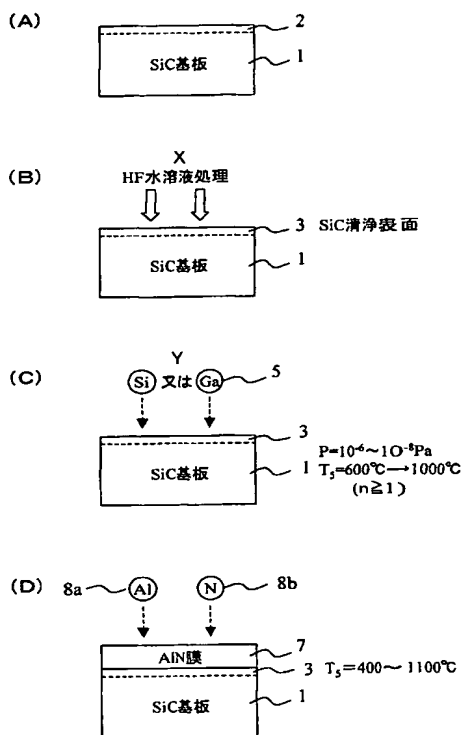 (A)
2
SiC基板
1
X
(B)
HF水溶液処理
3 SiC清浄表面
SiC基板
1
Y
(C)
Si 又は Ga 5
3
P=10⁻⁶~10⁻⁸Pa
SiC基板
1 T₅=600℃→1000℃
(n≧1)
(D)
8a Al N 8b
7
AlN膜
3 T₅=400~1100℃
SiC基板
1